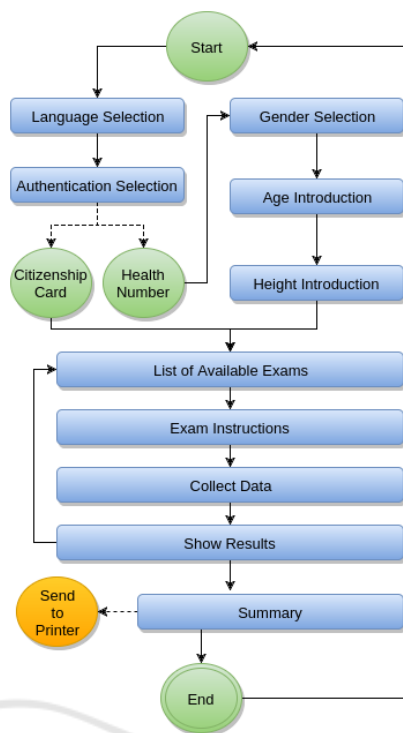 Start
Language Selection
Gender Selection
Authentication Selection
Age Introduction
Citizenship
Card
Health
Number
Height Introduction
List of Available Exams
Exam Instructions
Collect Data
Show Results
Send
to
Printer
Summary
End